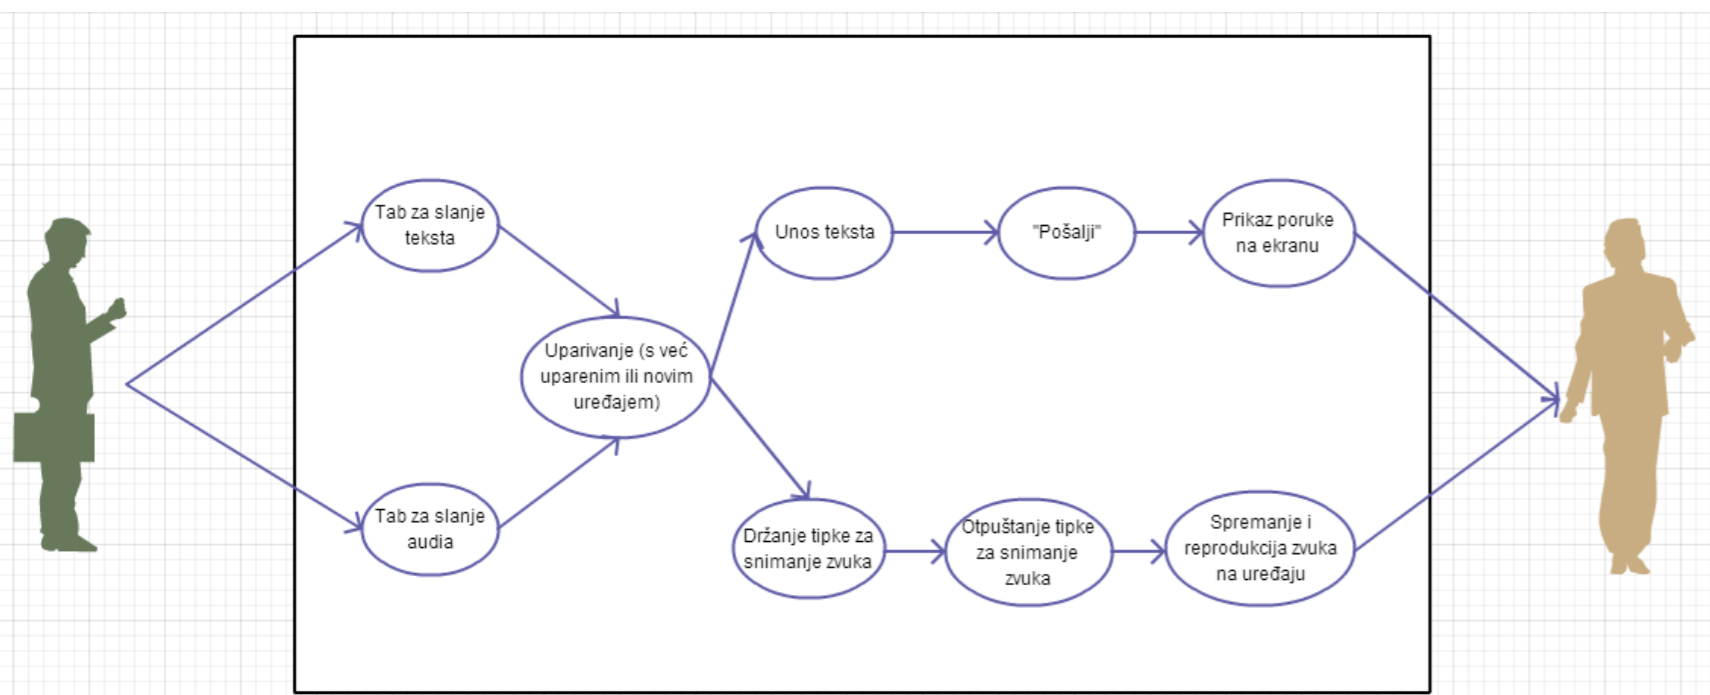 Tab za slanje
teksta
Tab za slanje
audia
Uparivanje (s već
uparenim ili novim
uređajem)
Unos teksta
"Pošalji"
Prikaz poruke
na ekranu
Držanje tipke za
snimanje zvuka
Otpuštanje tipke
za snimanje
zvuka
Spremanje i
reprodukcija zvuka
na uređaju